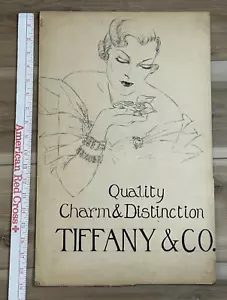 American Red Cross
Quality
Charm & Distinction
TIFFANY & CO.